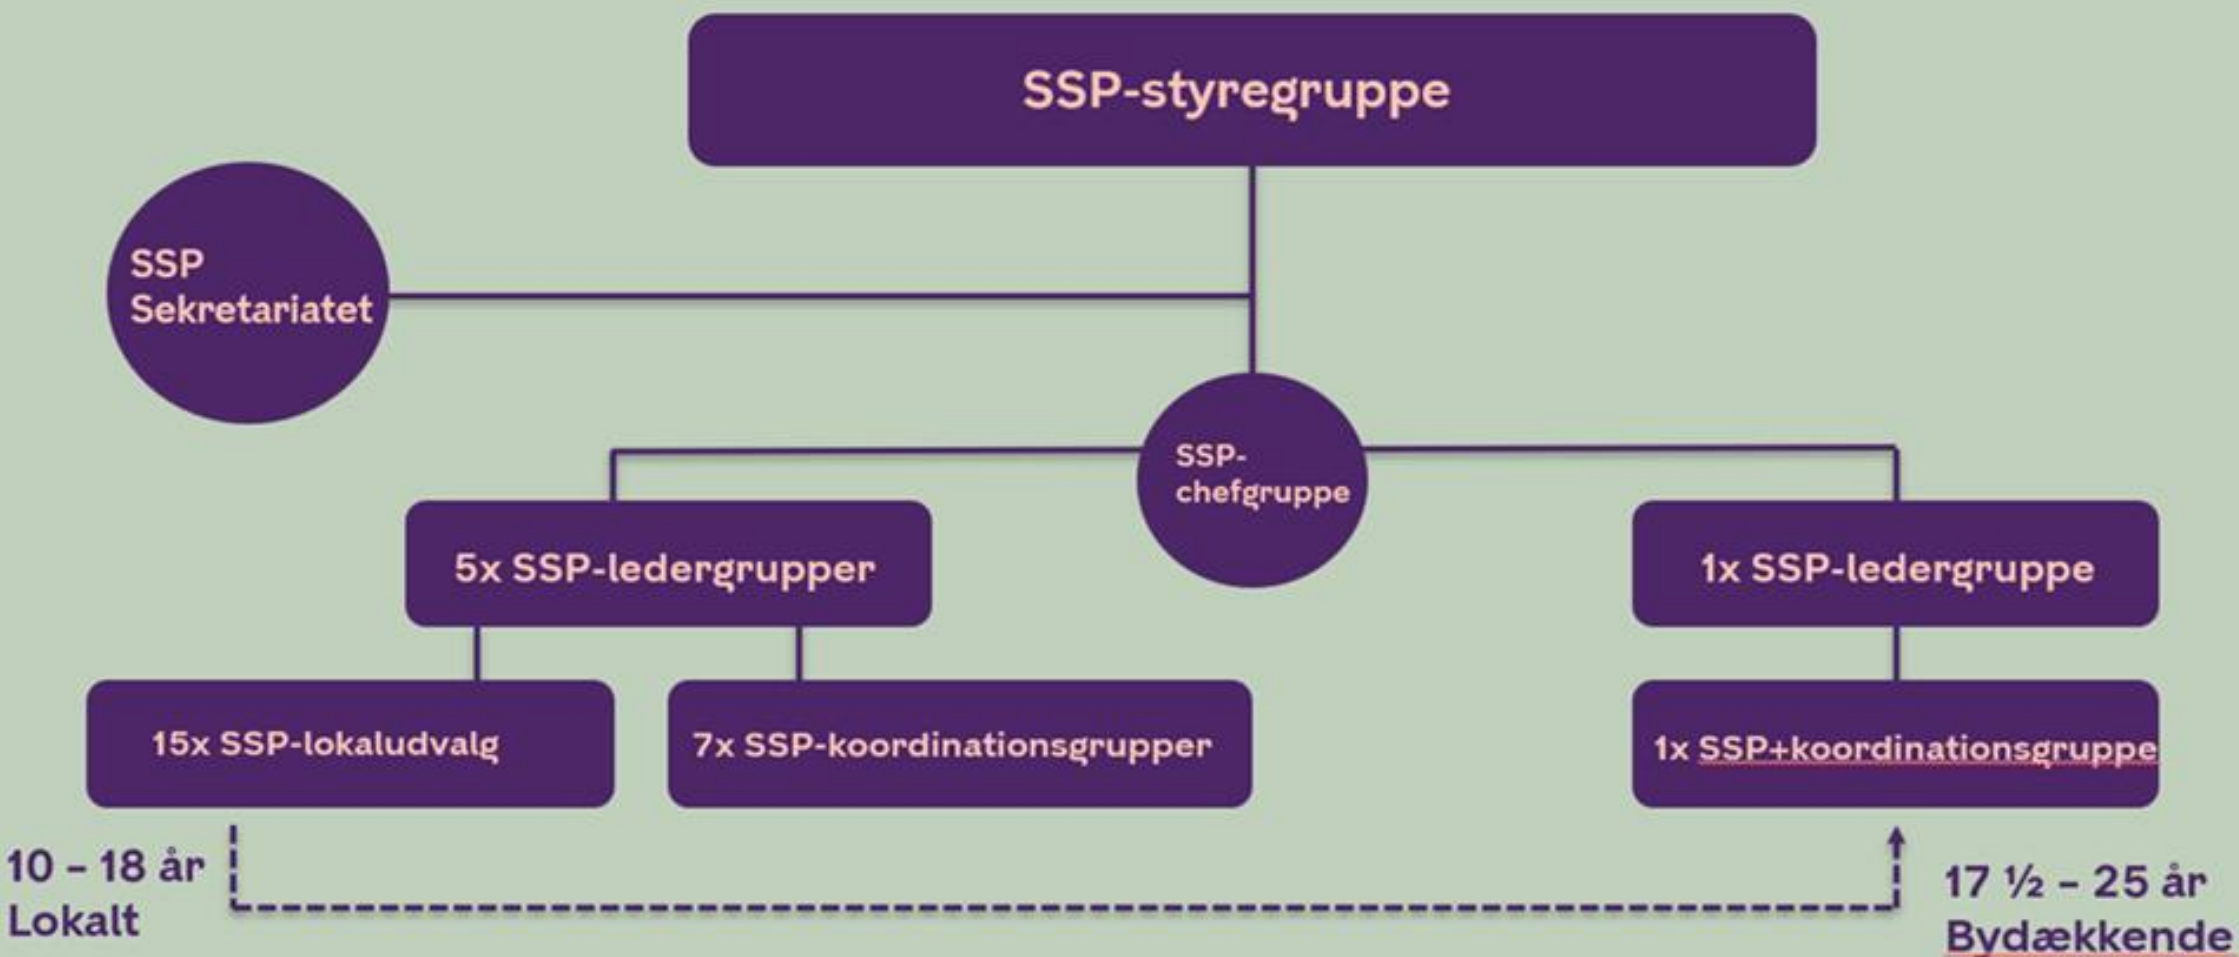 SSP-styregruppe
SSP
Sekretariatet
SSP-
chefgruppe
5x SSP-ledergrupper
1x SSP-ledergruppe
15x SSP-lokaludvalg
7x SSP-koordinationsgrupper
1x SSP+koordinationsgruppe
10 – 18 år
Lokalt
17 ½ – 25 år
Bydækkende